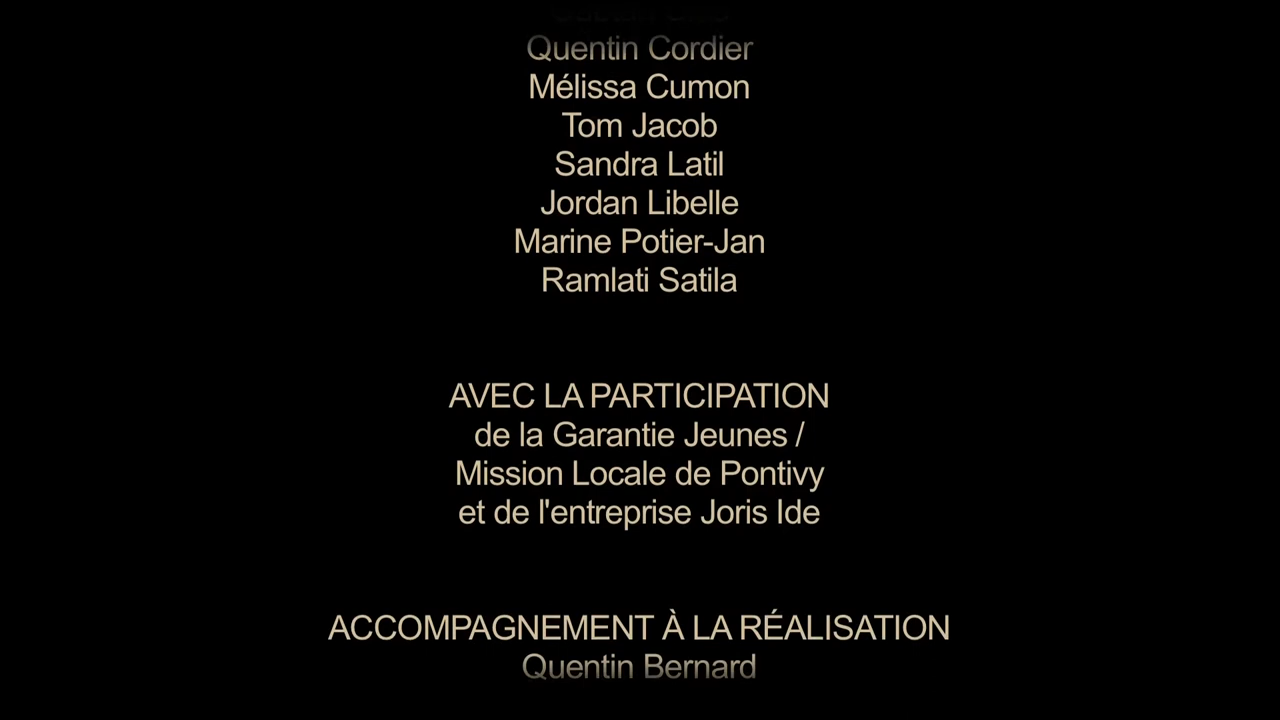 Quentin Cordier
Mélissa Cumon
Tom Jacob
Sandra Latil
Jordan Libelle
Marine Potier-Jan
Ramlati Satila
AVEC LA PARTICIPATION
de la Garantie Jeunes /
Mission Locale de Pontivy
et de l'entreprise Joris Ide
ACCOMPAGNEMENT À LA RÉALISATION
Quentin Bernard